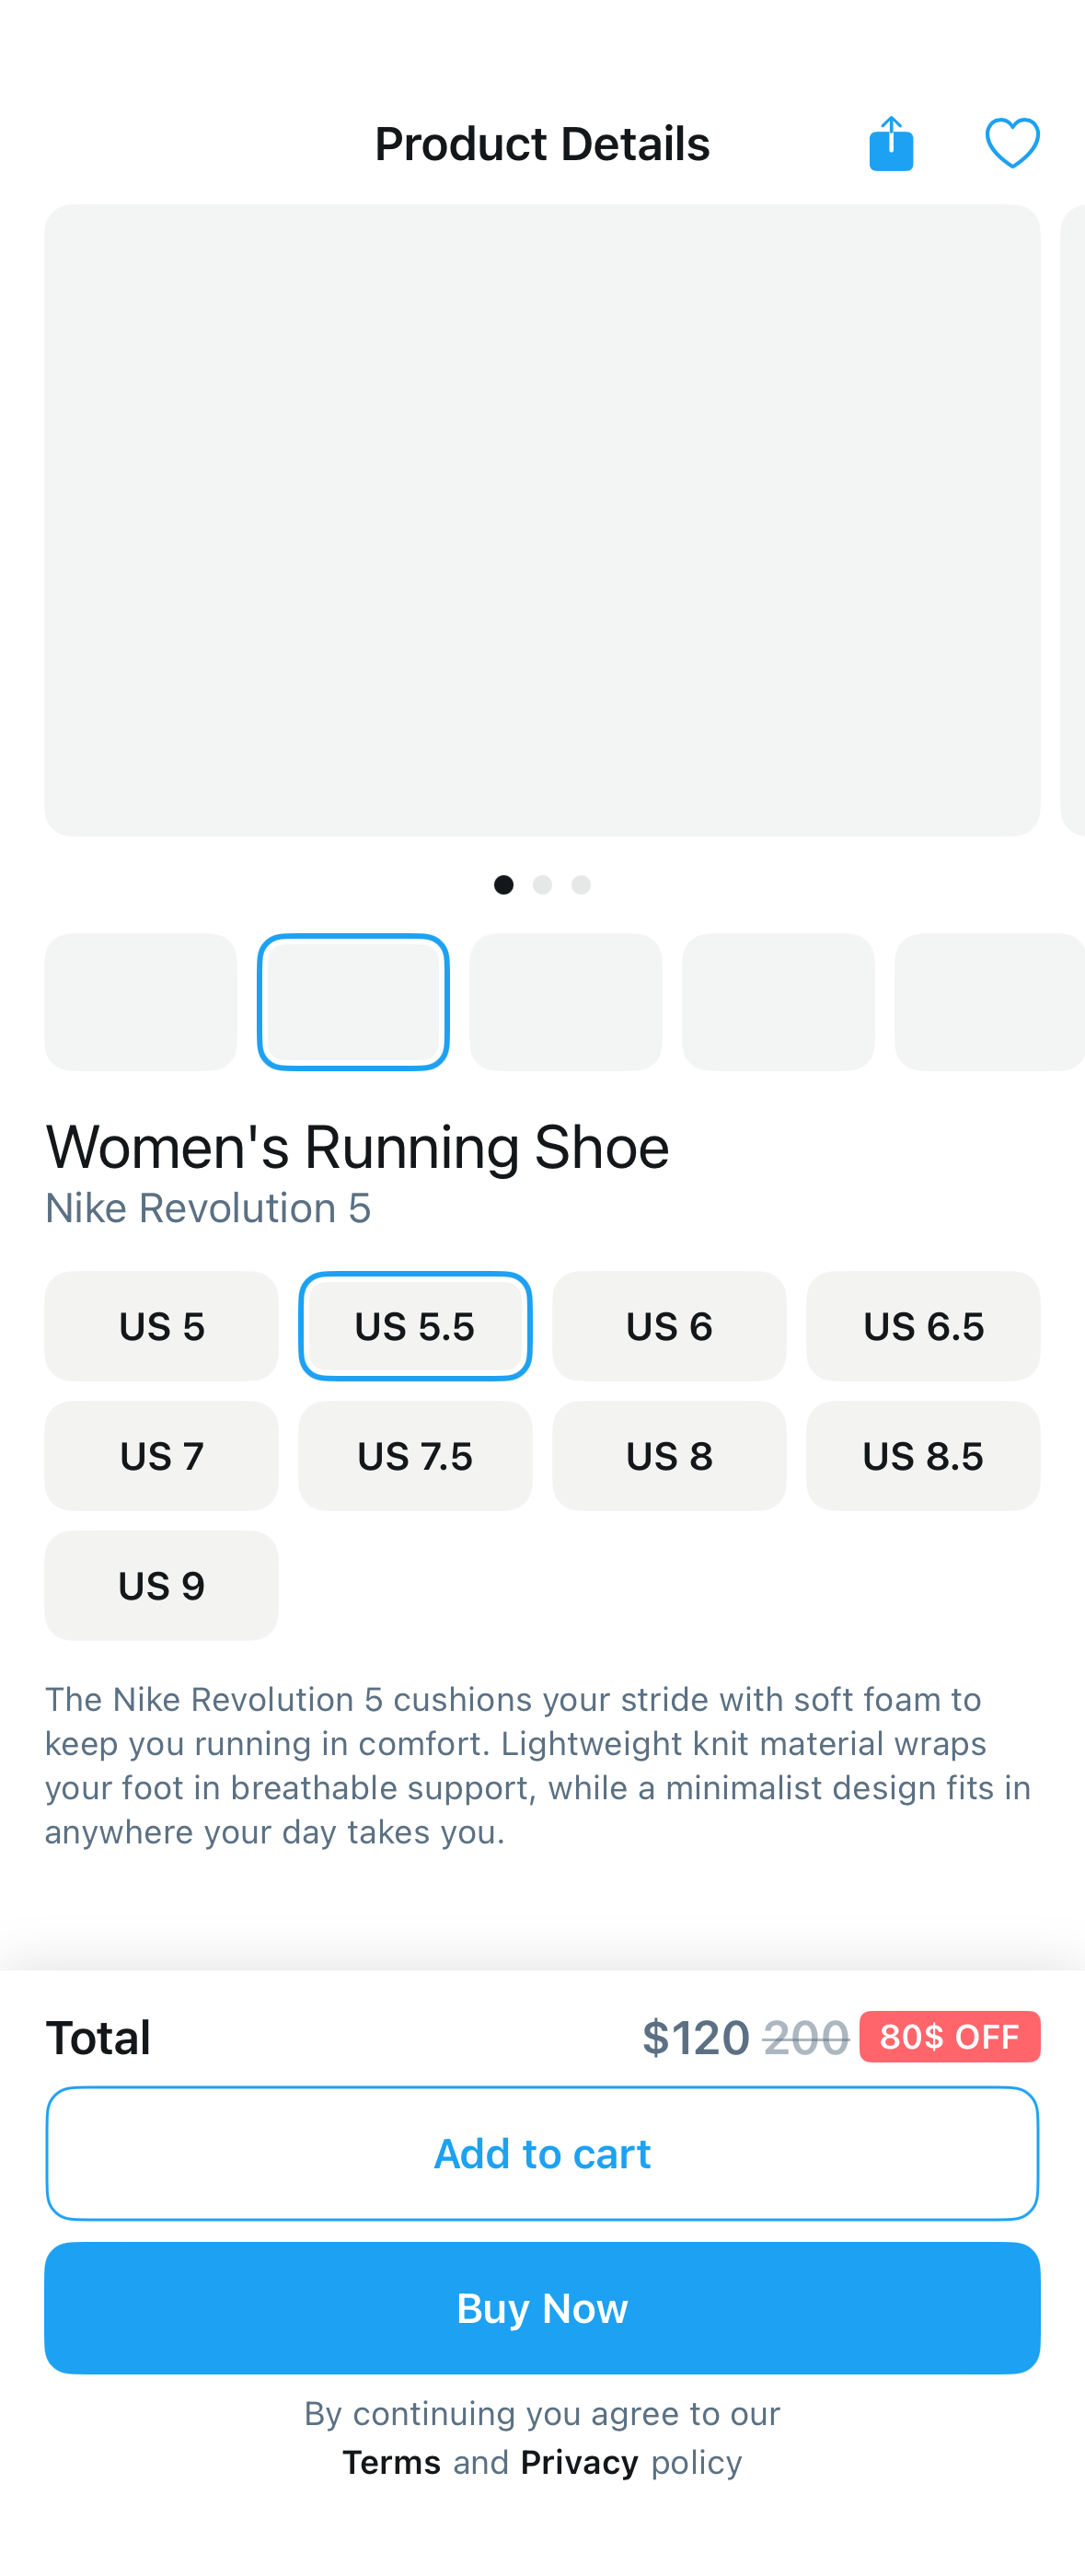 Product Details
Women's Running Shoe
Nike Revolution 5
US 5 US 5.5 US 6 US 6.5
US 7 US 7.5 US 8 US 8.5
US 9
The Nike Revolution 5 cushions your stride with soft foam to
keep you running in comfort. Lightweight knit material wraps
your foot in breathable support, while a minimalist design fits in
anywhere your day takes you.
Total $120 200 80$ OFF
Add to cart
Buy Now
By continuing you agree to our
Terms and Privacy policy